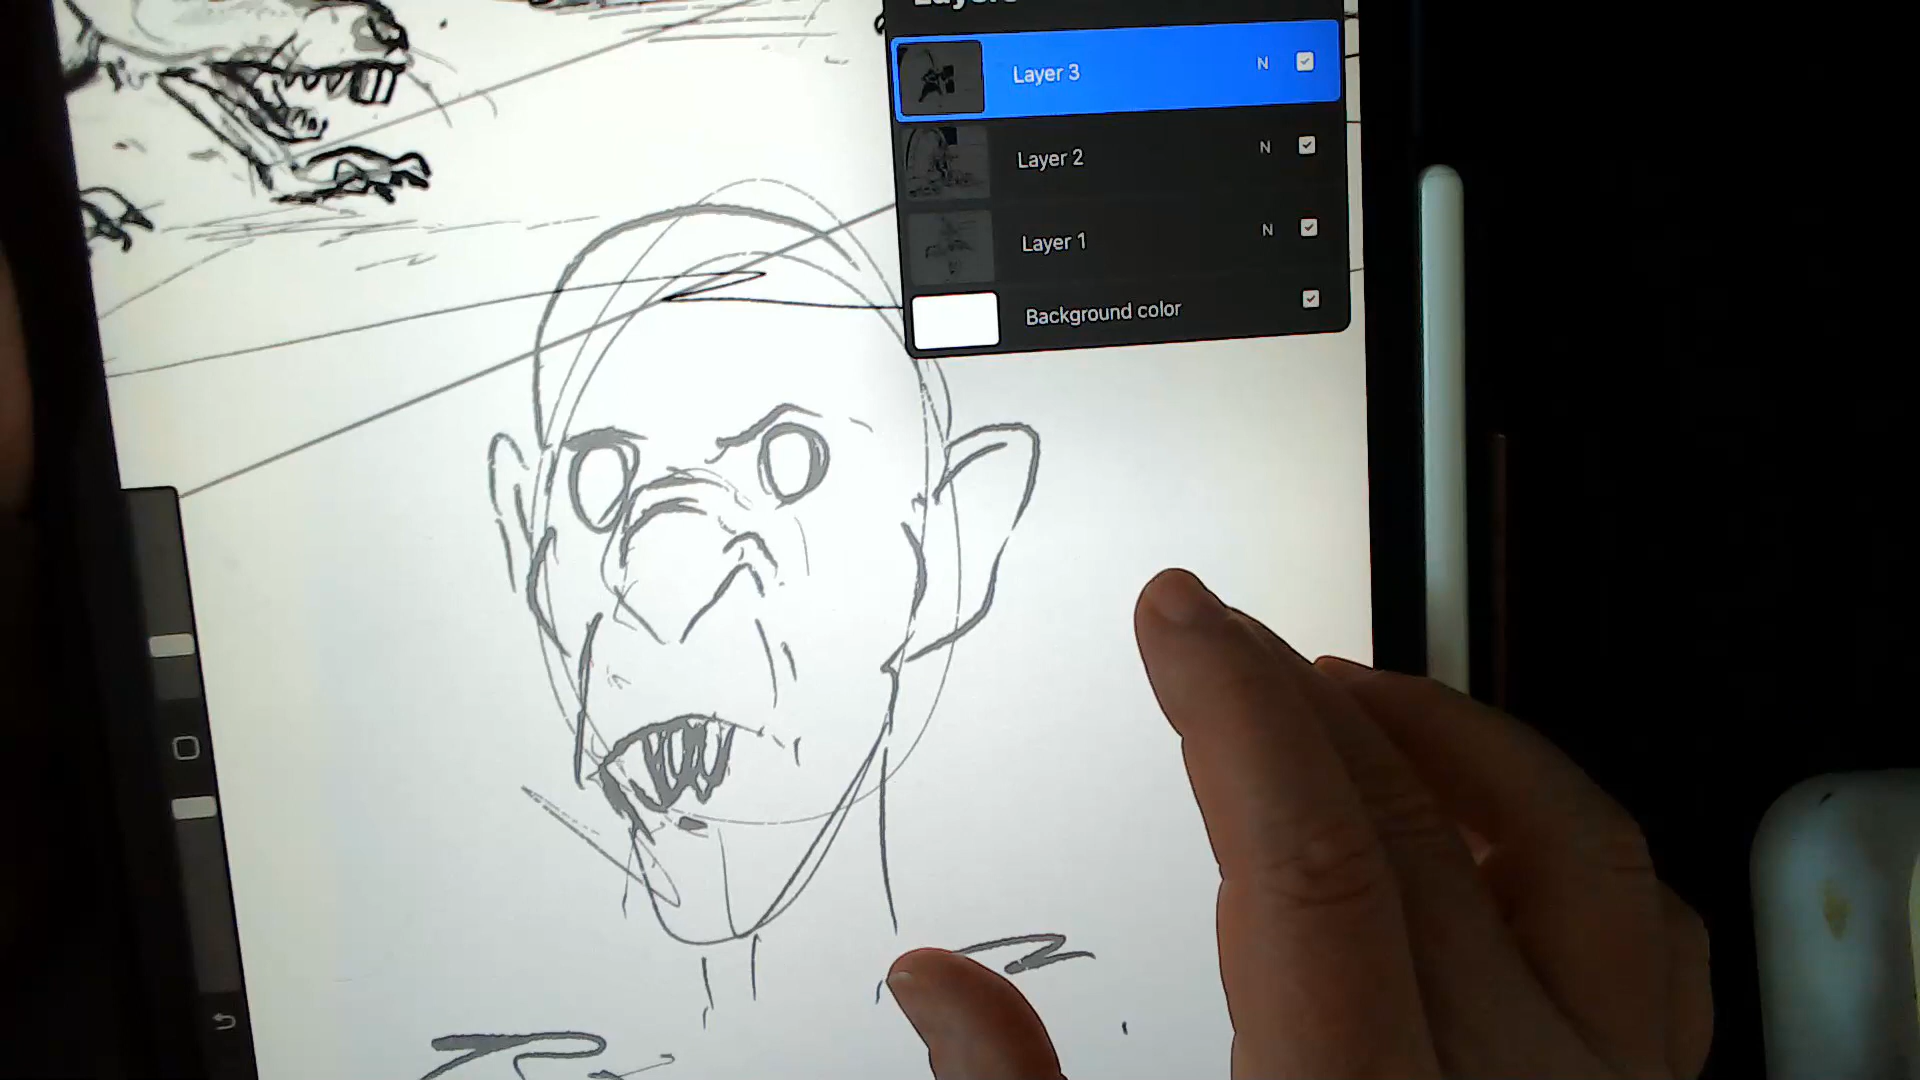 Layers
Layer 3
N
Layer 2
N
Layer 1
N
Background color